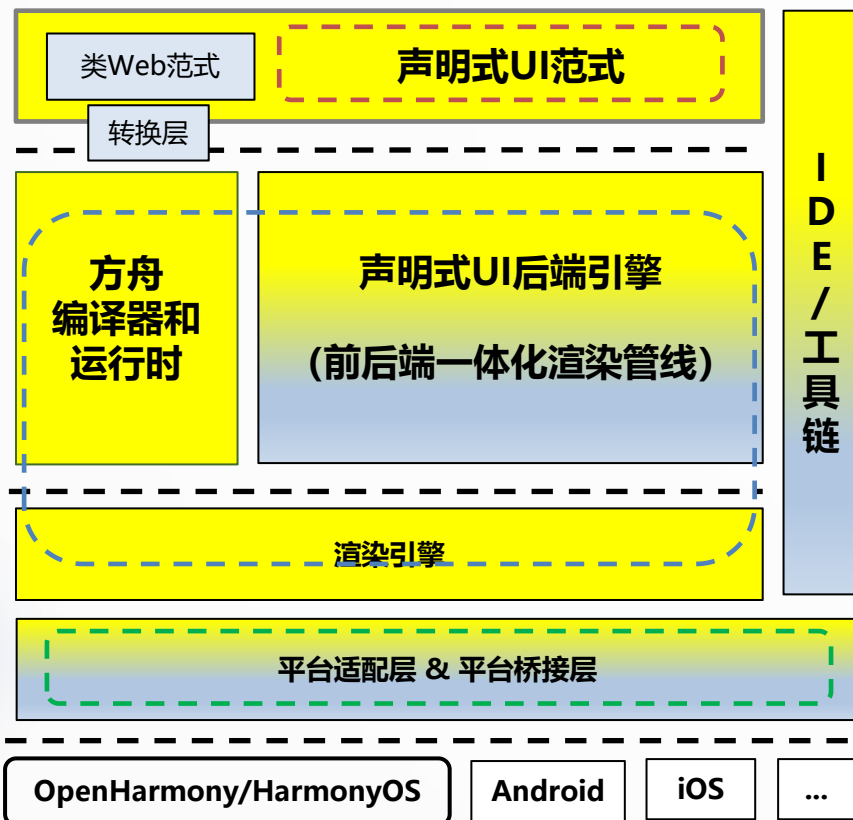 类Web范式
声明式UI范式
转换层
方舟
编译器和
运行时
声明式UI后端引擎
（前后端一体化渲染管线）
I
D
E
/
工
具
链
渲染引擎
平台适配层 & 平台桥接层
OpenHarmony/HarmonyOS
Android
iOS
...